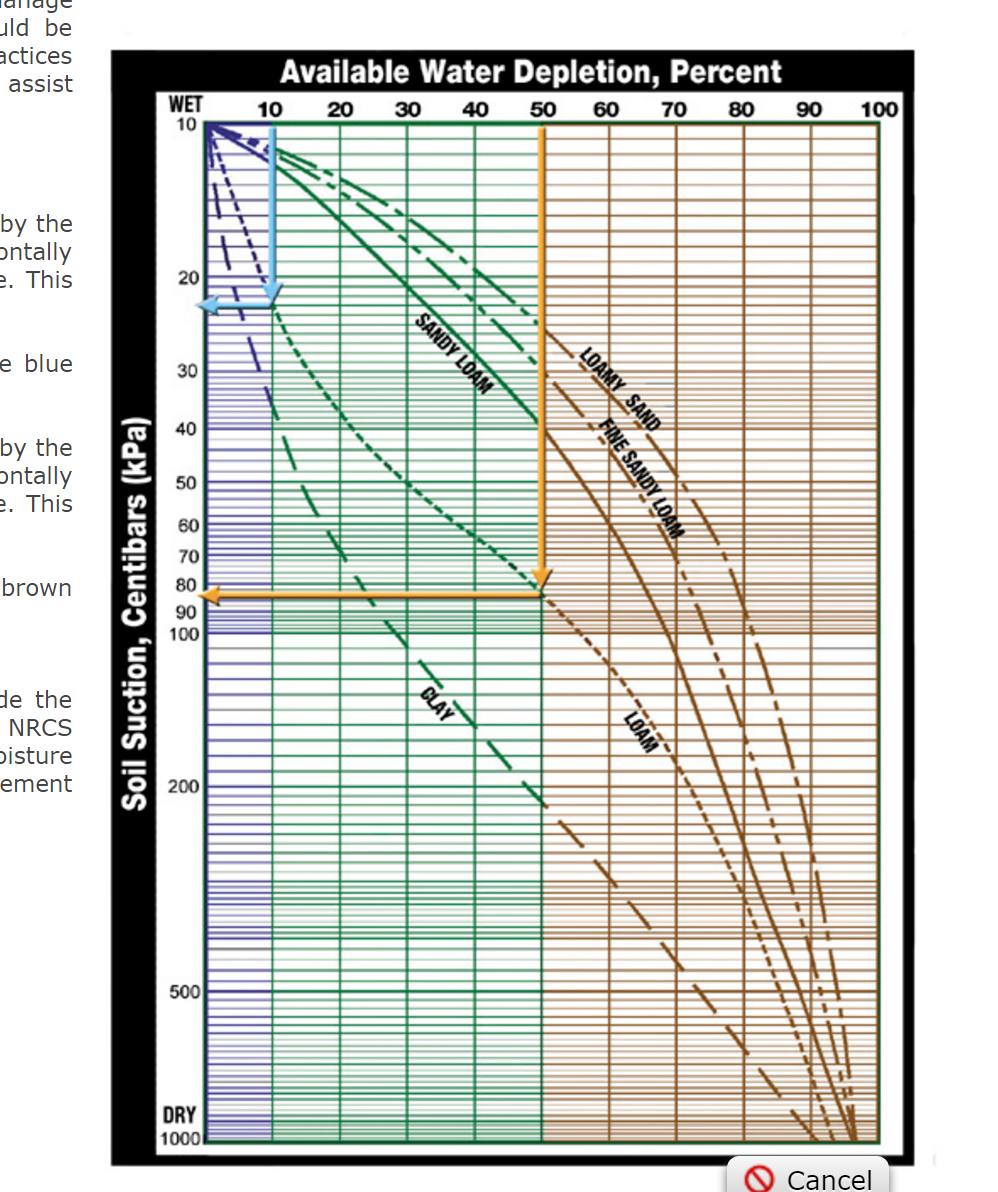 anage
uld be
actices
assist
by the
ontally
e. This
e blue
by the
ontally
e. This
brown
de the
NRCS
oisture
ement
Available Water Depletion, Percent
WET
10 20 30 40 50 60 70 80 90 100
10
20
30
40
50
60
70
80
90
100
200
500
DRY
1000
Soil Suction, Centibars (kPa)
SANDY LOAM
LOAMY SAND
FINE SANDY LOAM
CLAY
LOAM
Cancel